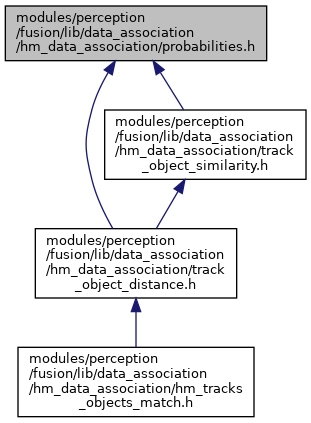 modules/perception
/fusion/lib/data_association
/hm_data_association/probabilities.h
modules/perception
/fusion/lib/data_association
/hm_data_association/track
_object_similarity.h
modules/perception
/fusion/lib/data_association
/hm_data_association/track
_object_distance.h
modules/perception
/fusion/lib/data_association
/hm_data_association/hm_tracks
_objects_match.h